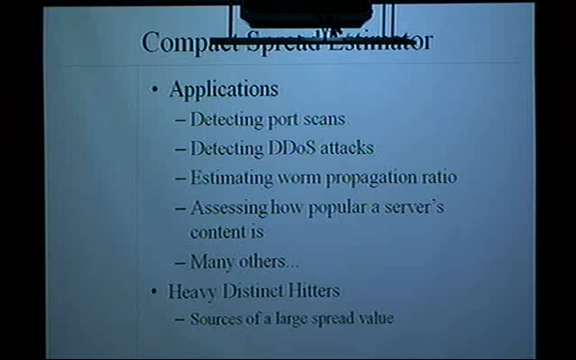 Compact Spread Estimator
• Applications
– Detecting port scans
– Detecting DDoS attacks
– Estimating worm propagation ratio
– Assessing how popular a server's
content is
– Many others...
• Heavy Distinct Hitters
– Sources of a large spread value